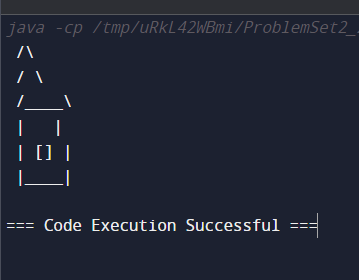 java -cp /tmp/uRkL42WBmi/ProblemSet2_
 /\
 / \
 /____\
 |   |
 | [] |
 |____|

=== Code Execution Successful ===